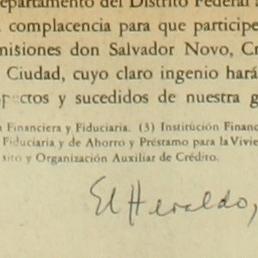 epartamento del Distrito Federal
complacencia para que participe
misiones don Salvador Novo, Cr
Ciudad, cuyo claro ingenio hará
pectos y sucedidos de nuestra g
Financiera y Fiduciaria. (3) Institución Financ
Fiduciaria y de Ahorro y Préstamo para la Vivie
sito y Organización Auxiliar de Crédito.
El Heraldo,